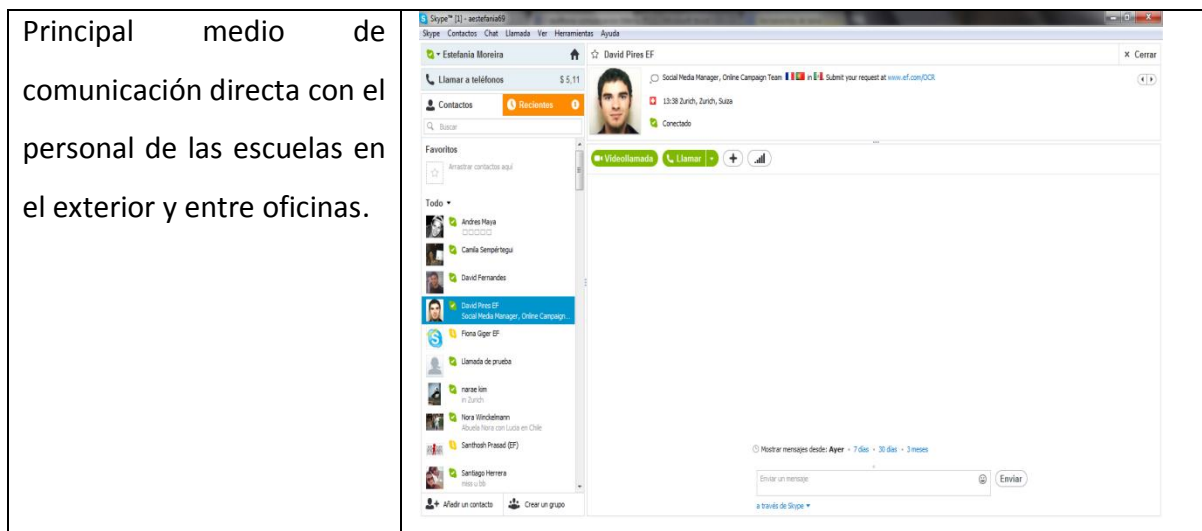 Principal medio de
comunicación directa con el
personal de las escuelas en
el exterior y entre oficinas.
Skype™ [1] - aestefania69
Skype Contactos Chat Llamada Ver Herramientas Ayuda
Estefania Moreira
David Pires EF
x Cerrar
Llamar a teléfonos $ 5,11
Social Media Manager, Online Campaign Team in Submit your request at www.ef.com/OCR
Contactos Recientes
13:38 Zurich, Zurich, Suiza
Buscar
Conectado
Favoritos
Arrastrar contactos aquí
Videollamada Llamar
Todo
Andres Maya
Camila Sempértegui
David Fernandes
David Pires EF
Social Media Manager, Online Campaign...
Fiona Giger EF
Llamada de prueba
narae kim
in Zurich
Nora Winckelmann
Abuela Nora con Lucia en Chile
Santhosh Prasad (EF)
Santiago Herrera
miss u bb
Mostrar mensajes desde: Ayer • 7 días • 30 días • 3 meses
Enviar un mensaje
Enviar
a través de Skype
Añadir un contacto Crear un grupo